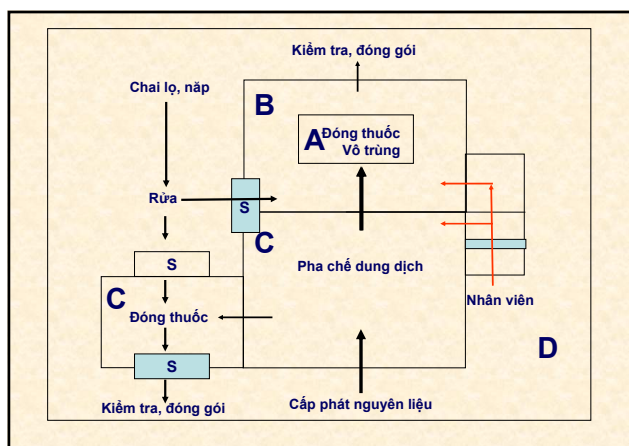 Kiểm tra, đóng gói
Chai lọ, nắp
B
A
Đóng thuốc
Vô trùng
Rửa
S
C
S
Pha chế dung dịch
C
Đóng thuốc
Nhân viên
D
S
Kiểm tra, đóng gói
Cấp phát nguyên liệu